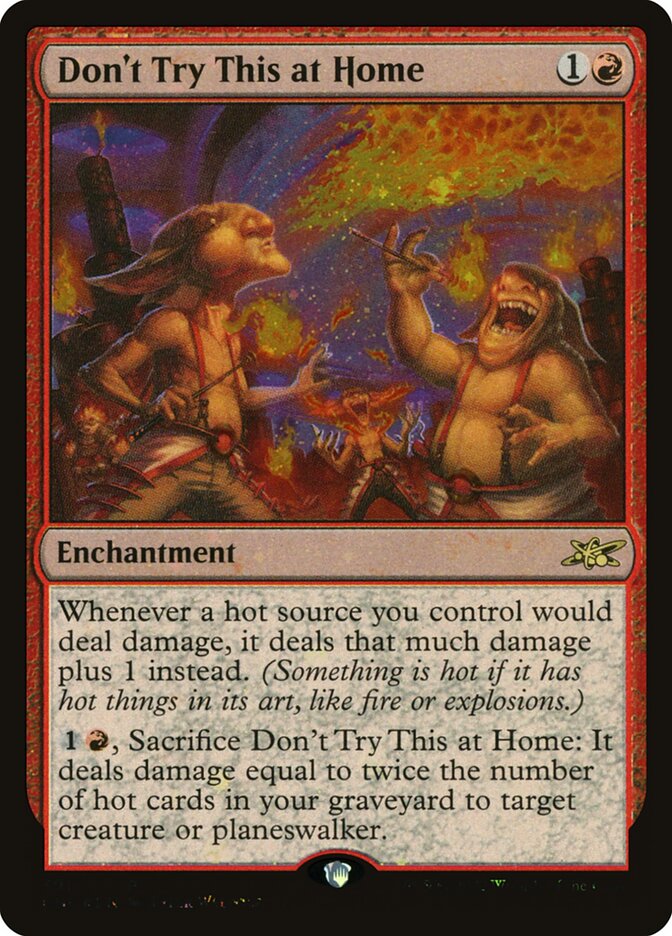 Don't Try This at Home 1
Enchantment
Whenever a hot source you control would
deal damage, it deals that much damage
plus 1 instead. (Something is hot if it has
hot things in its art, like fire or explosions.)
1 , Sacrifice Don't Try This at Home: It
deals damage equal to twice the number
of hot cards in your graveyard to target
creature or planeswalker.